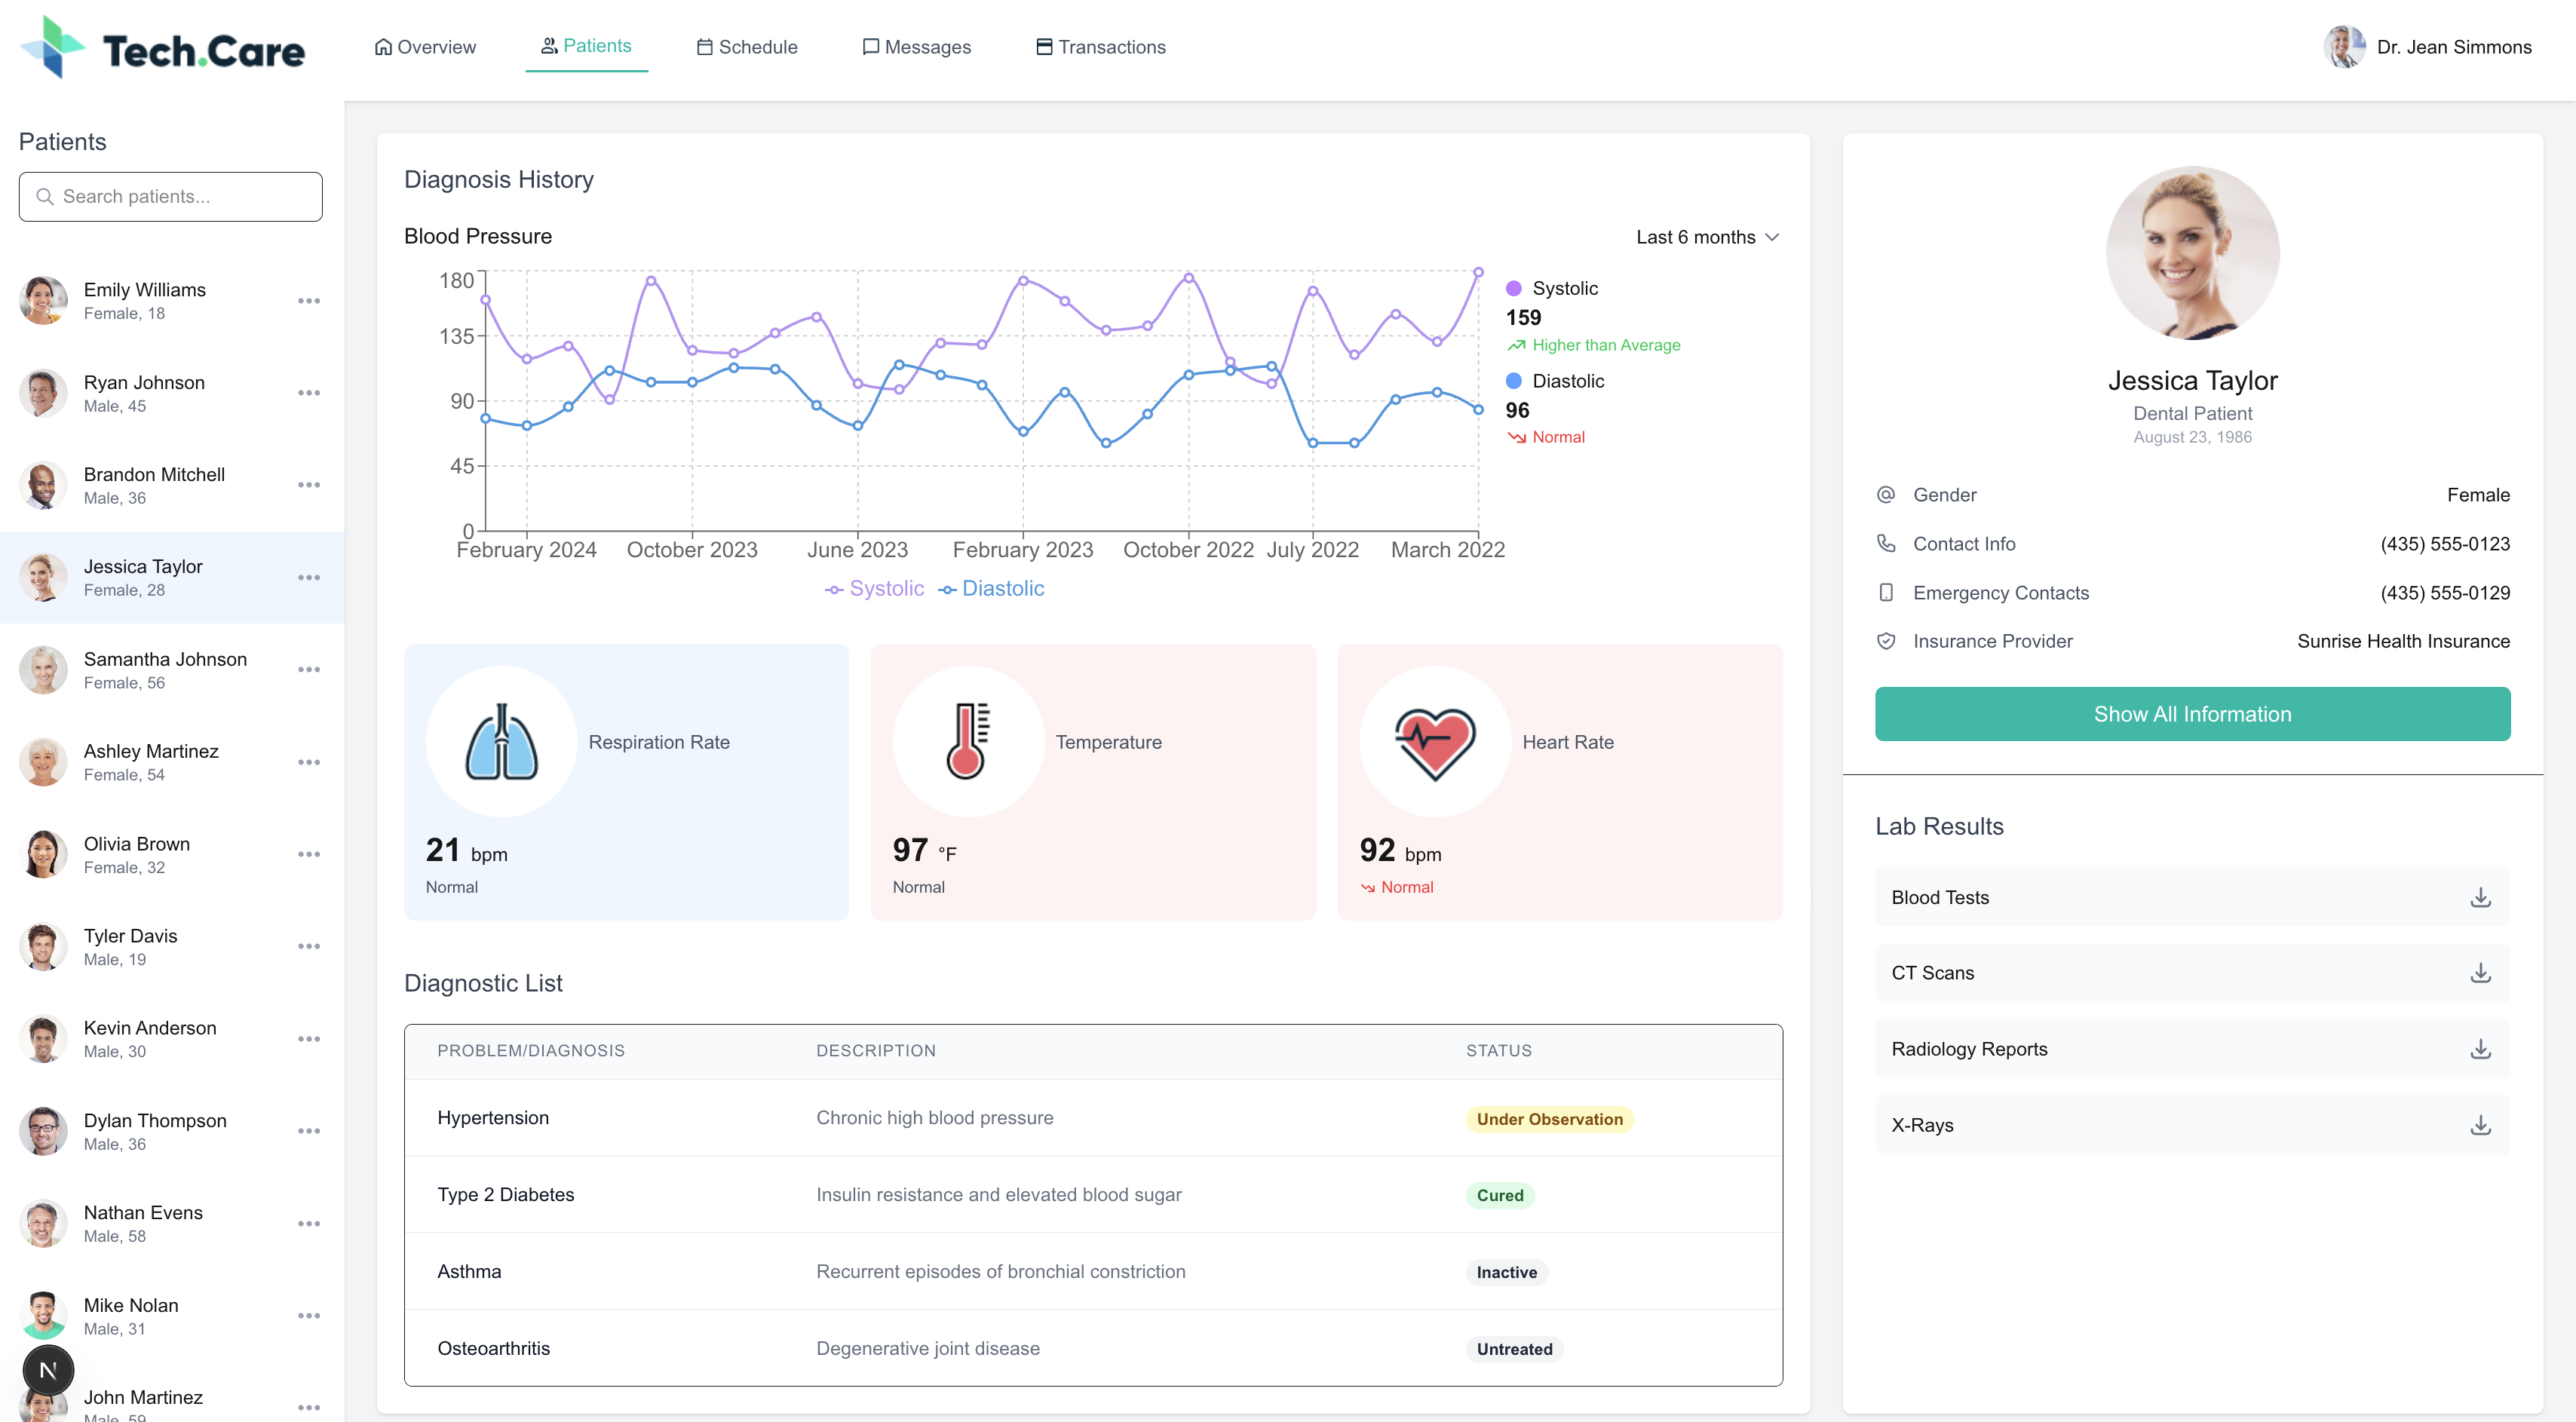 Tech.Care
Overview
Patients
Schedule
Messages
Transactions
Dr. Jean Simmons
Patients
Search patients...
Emily Williams
Female, 18
Ryan Johnson
Male, 45
Brandon Mitchell
Male, 36
Jessica Taylor
Female, 28
Samantha Johnson
Female, 56
Ashley Martinez
Female, 54
Olivia Brown
Female, 32
Tyler Davis
Male, 19
Kevin Anderson
Male, 30
Dylan Thompson
Male, 36
Nathan Evens
Male, 58
Mike Nolan
Male, 31
N
John Martinez
Male, 59
Diagnosis History
Blood Pressure
Last 6 months
180
135
90
45
0
February 2024
October 2023
June 2023
February 2023
October 2022
July 2022
March 2022
Systolic
Diastolic
Systolic
159
Higher than Average
Diastolic
96
Normal
Respiration Rate
21 bpm
Normal
Temperature
97 °F
Normal
Heart Rate
92 bpm
Normal
Diagnostic List
PROBLEM/DIAGNOSIS DESCRIPTION STATUS
Hypertension Chronic high blood pressure Under Observation
Type 2 Diabetes Insulin resistance and elevated blood sugar Cured
Asthma Recurrent episodes of bronchial constriction Inactive
Osteoarthritis Degenerative joint disease Untreated
Jessica Taylor
Dental Patient
August 23, 1986
Gender Female
Contact Info (435) 555-0123
Emergency Contacts (435) 555-0129
Insurance Provider Sunrise Health Insurance
Show All Information
Lab Results
Blood Tests
CT Scans
Radiology Reports
X-Rays